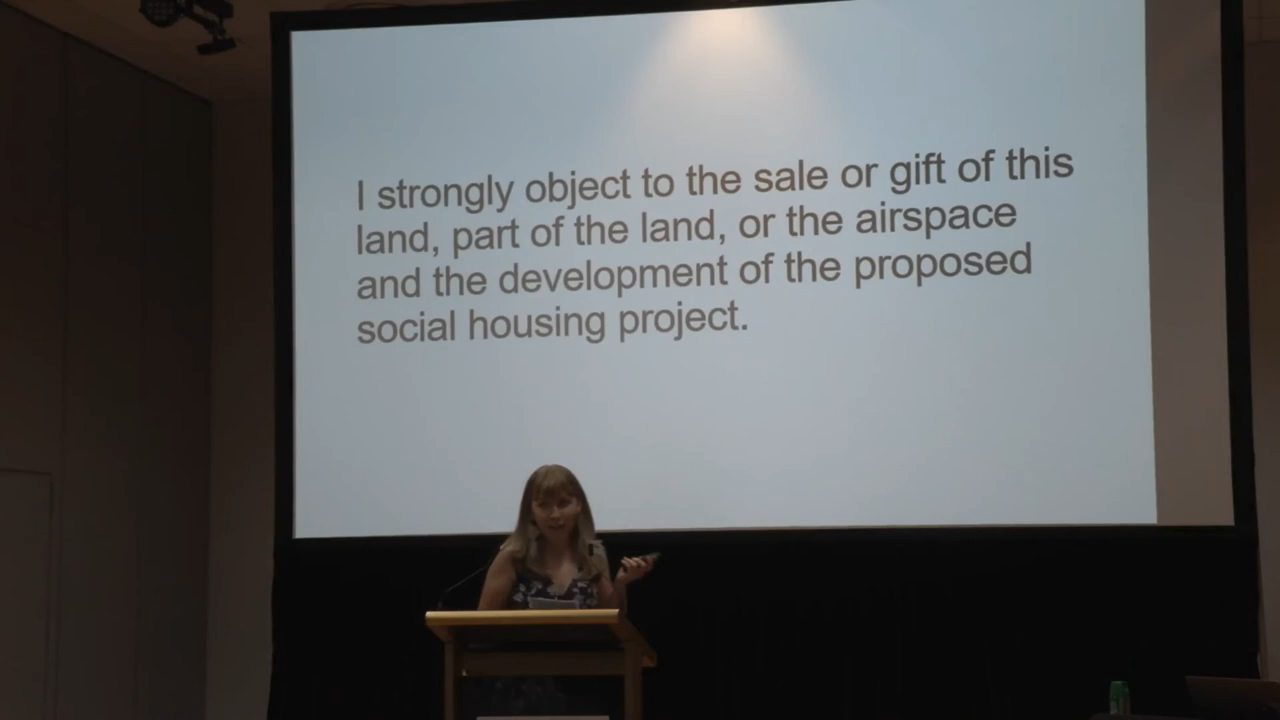 I strongly object to the sale or gift of this
land, part of the land, or the airspace
and the development of the proposed
social housing project.